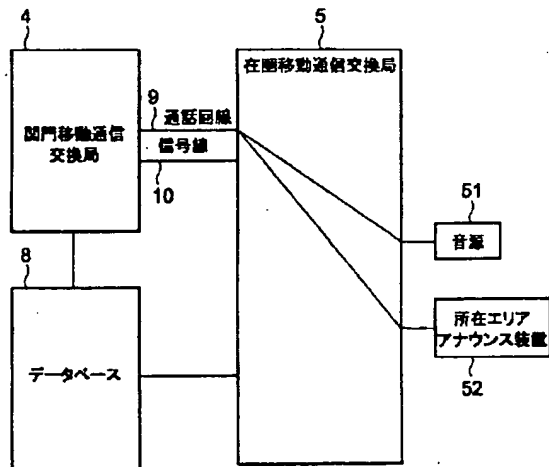 4
関門移動通信
交換局
9
通話回線
信号線
10
5
在圏移動通信交換局
51
音源
所在エリア
アナウンス装置
52
8
データベース